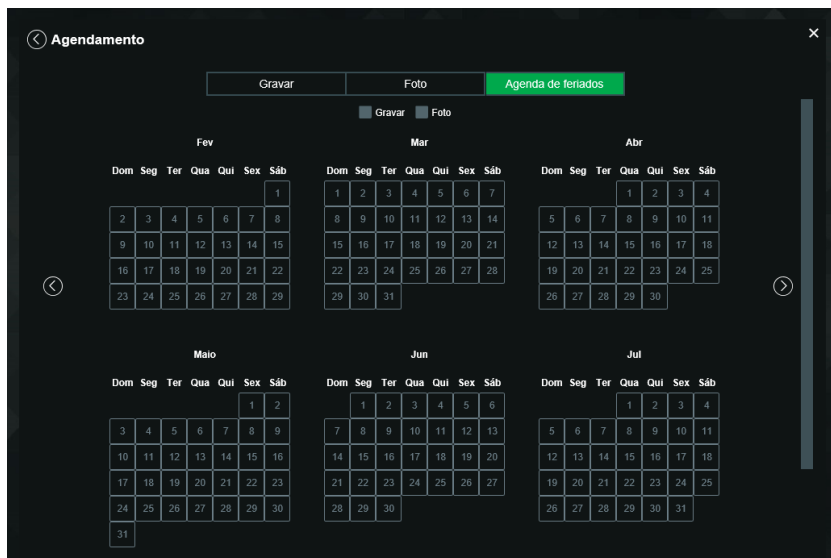 Agendamento
Gravar Foto Agenda de feriados
Gravar Foto
Fev Mar Abr
Dom Seg Ter Qua Qui Sex Sáb Dom Seg Ter Qua Qui Sex Sáb Dom Seg Ter Qua Qui Sex Sáb
1 1 2 3 4 5 6 7 1 2 3 4
2 3 4 5 6 7 8 8 9 10 11 12 13 14 5 6 7 8 9 10 11
9 10 11 12 13 14 15 15 16 17 18 19 20 21 12 13 14 15 16 17 18
16 17 18 19 20 21 22 22 23 24 25 26 27 28 19 20 21 22 23 24 25
23 24 25 26 27 28 29 29 30 31 26 27 28 29 30
Maio Jun Jul
Dom Seg Ter Qua Qui Sex Sáb Dom Seg Ter Qua Qui Sex Sáb Dom Seg Ter Qua Qui Sex Sáb
1 2 1 2 3 4 5 6 1 2 3 4
3 4 5 6 7 8 9 7 8 9 10 11 12 13 5 6 7 8 9 10 11
10 11 12 13 14 15 16 14 15 16 17 18 19 20 12 13 14 15 16 17 18
17 18 19 20 21 22 23 21 22 23 24 25 26 27 19 20 21 22 23 24 25
24 25 26 27 28 29 30 28 29 30 26 27 28 29 30 31
31